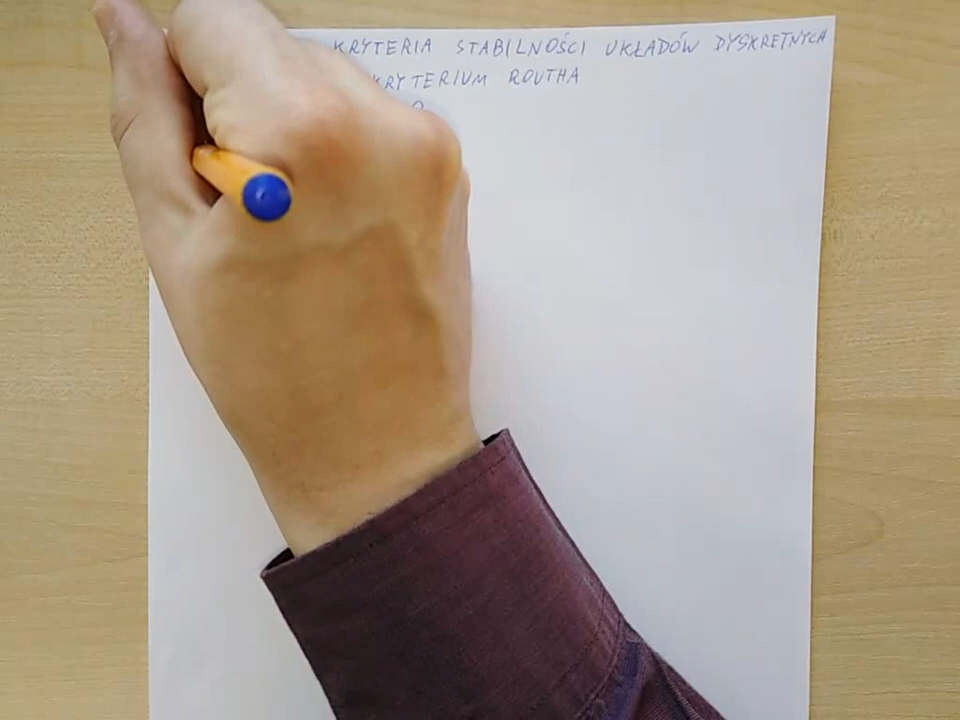 KRYTERIA STABILNOŚCI UKŁADÓW DYSKRETNYCH
KRYTERIUM ROUTHA